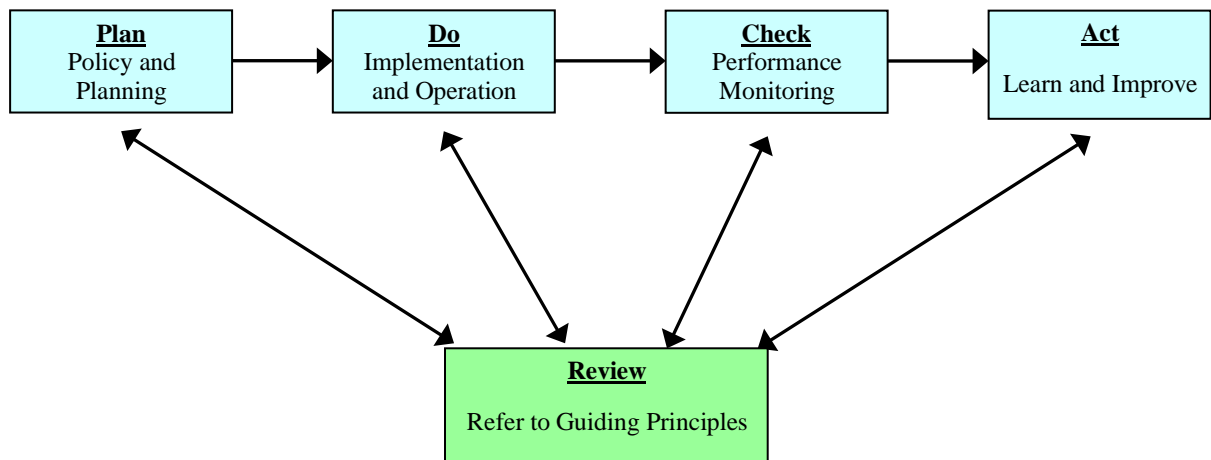 Plan
Policy and
Planning
Do
Implementation
and Operation
Check
Performance
Monitoring
Act
Learn and Improve
Review
Refer to Guiding Principles